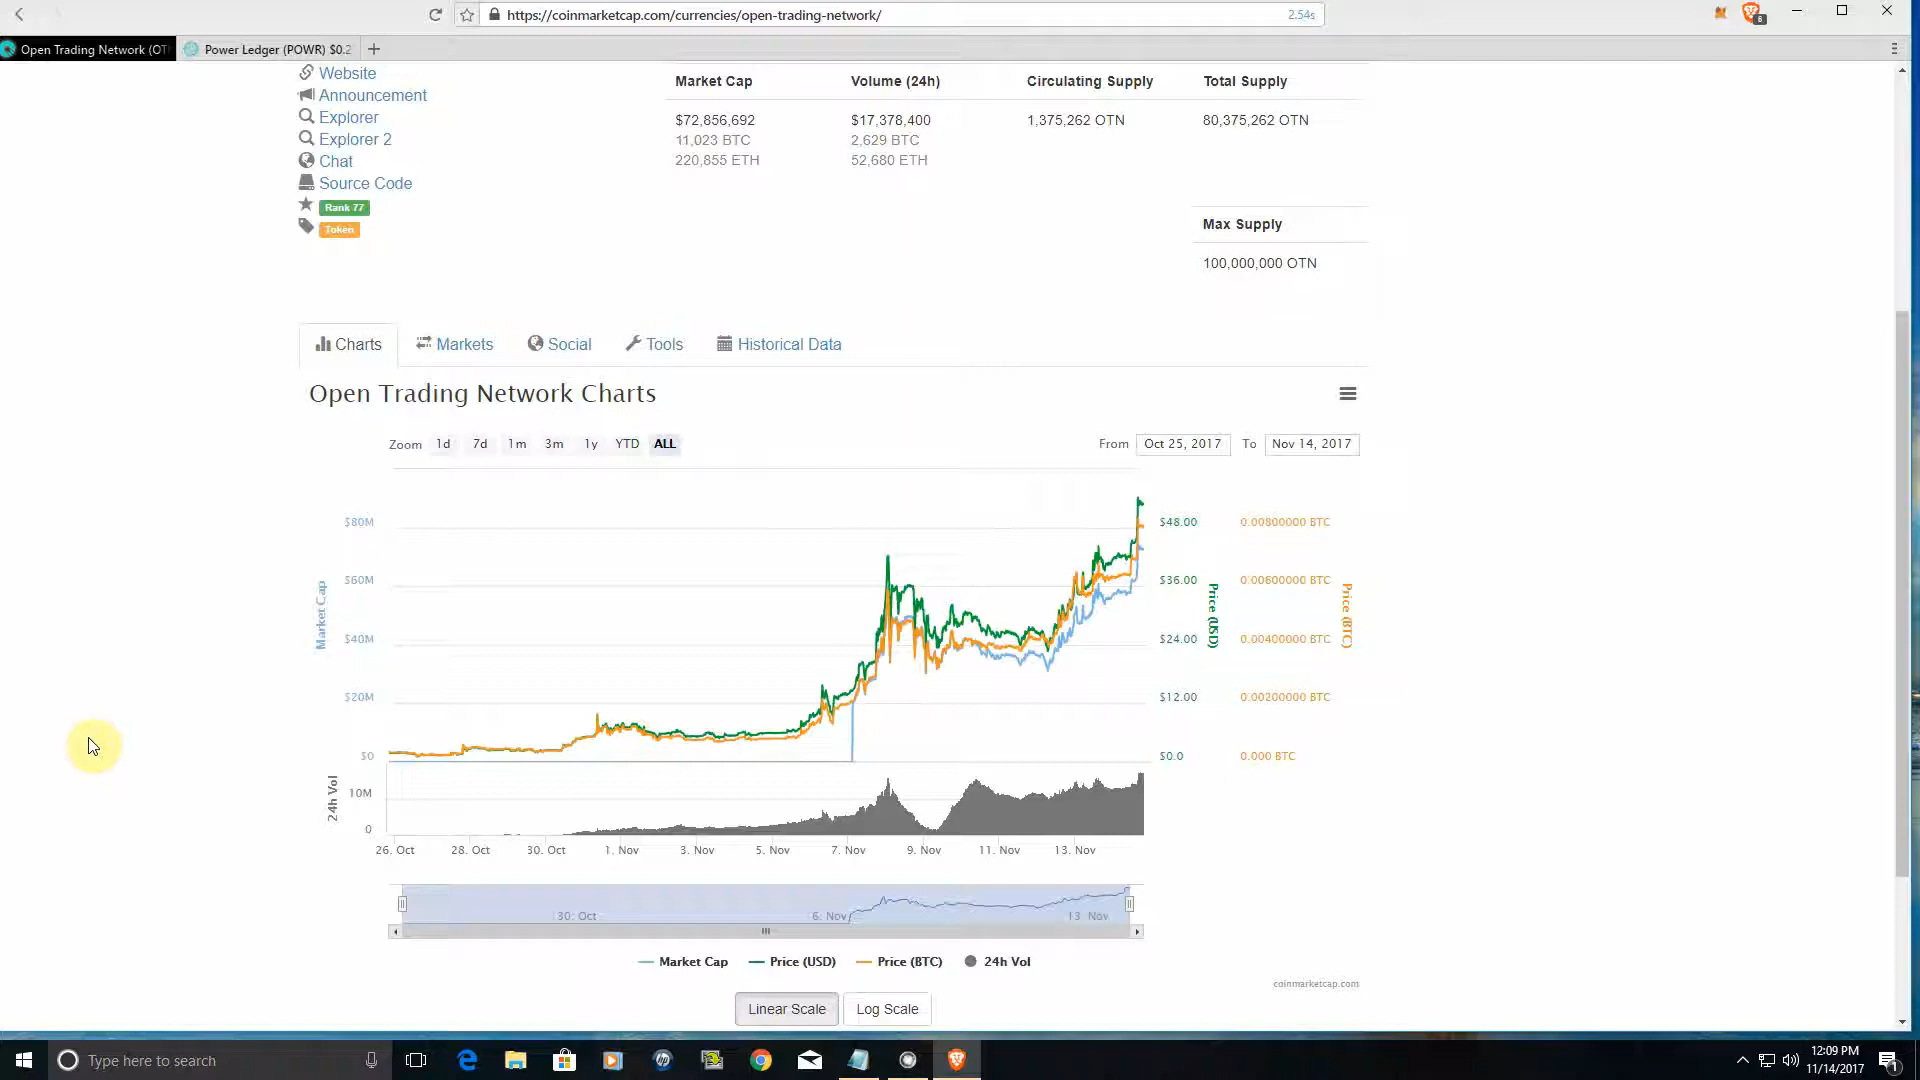 https://coinmarketcap.com/currencies/open-trading-network/
2.54s
6
Open Trading Network (OT
Power Ledger (POWR) $0.2
Website
Announcement
Explorer
Explorer 2
Chat
Source Code
Rank 77
Token
Market Cap
Volume (24h)
Circulating Supply
Total Supply
$72,856,692
$17,378,400
1,375,262 OTN
80,375,262 OTN
11,023 BTC
2,629 BTC
220,855 ETH
52,680 ETH
Max Supply
100,000,000 OTN
Charts
Markets
Social
Tools
Historical Data
Open Trading Network Charts
Zoom
1d
7d
1m
3m
1y
YTD
ALL
From
Oct 25, 2017
To
Nov 14, 2017
$80M
$48.00
0.00800000 BTC
$60M
$36.00
0.00600000 BTC
Market Cap
Price (USD)
Price (BTC)
$40M
$24.00
0.00400000 BTC
$20M
$12.00
0.00200000 BTC
$0
$0.0
0.000 BTC
24h Vol
10M
0
26. Oct
28. Oct
30. Oct
1. Nov
3. Nov
5. Nov
7. Nov
9. Nov
11. Nov
13. Nov
30. Oct
6. Nov
13. Nov
Market Cap
Price (USD)
Price (BTC)
24h Vol
coinmarketcap.com
Linear Scale
Log Scale
Type here to search
12:09 PM
11/14/2017
1